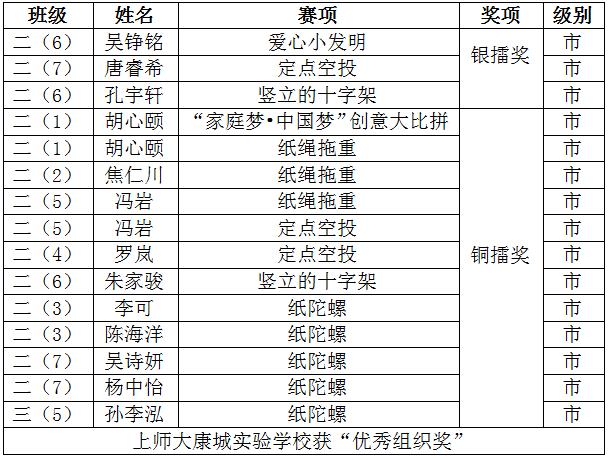 班级 姓名 赛项 奖项 级别
二（6） 吴铮铭 爱心小发明 银擂奖 市
二（7） 唐睿希 定点空投 市
二（6） 孔宇轩 竖立的十字架 市
二（1） 胡心颐 “家庭梦•中国梦”创意大比拼 铜擂奖 市
二（1） 胡心颐 纸绳拖重 市
二（2） 焦仁川 纸绳拖重 市
二（5） 冯岩 纸绳拖重 市
二（5） 冯岩 定点空投 市
二（4） 罗岚 定点空投 市
二（6） 朱家骏 竖立的十字架 市
二（3） 李可 纸陀螺 市
二（3） 陈海洋 纸陀螺 市
二（7） 吴诗妍 纸陀螺 市
二（7） 杨中怡 纸陀螺 市
三（5） 孙李泓 纸陀螺 市
上师大康城实验学校获“优秀组织奖”